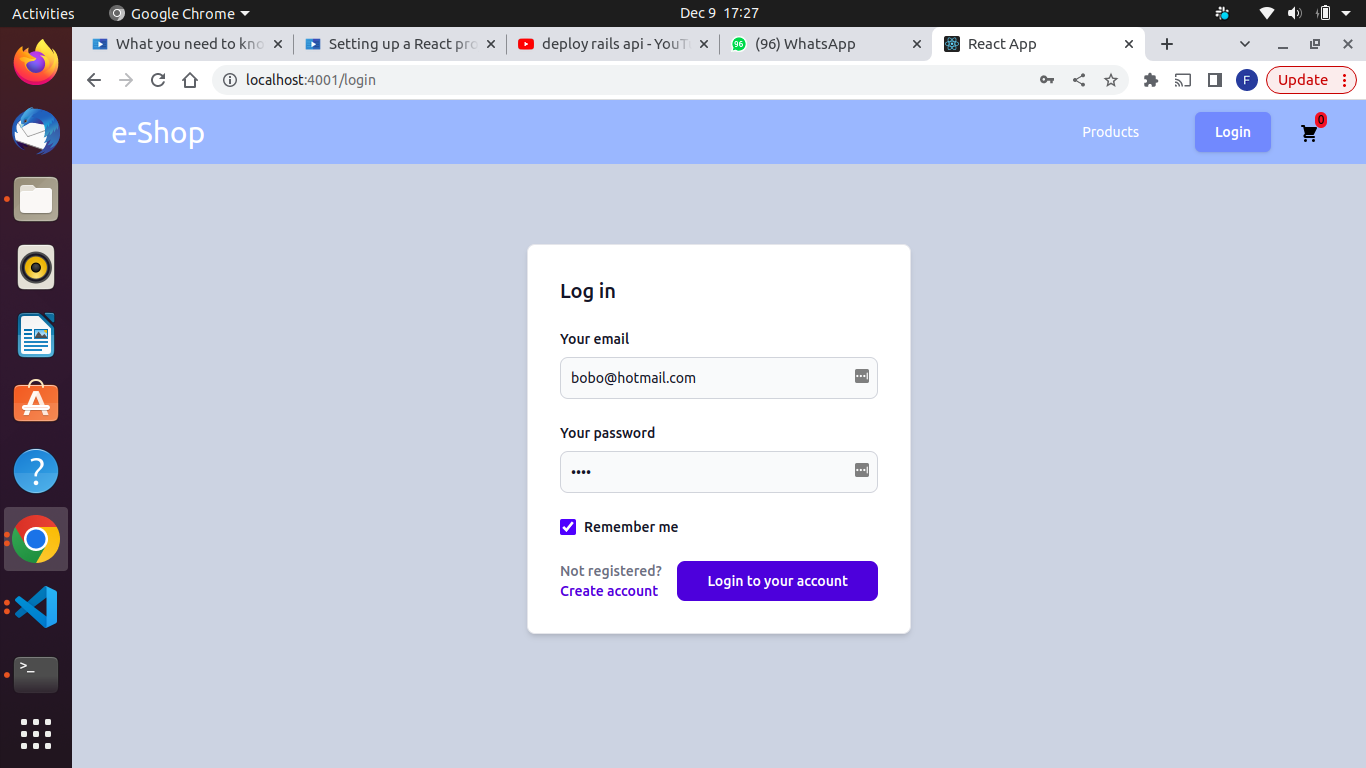 Activities
Google Chrome
Dec 9 17:27
What you need to kno
Setting up a React pro
deploy rails api - YouT
96
(96) WhatsApp
React App
localhost:4001/login
F
Update
e-Shop
Products
Login
0
Log in
Your email
bobo@hotmail.com
Your password
••••
Remember me
Not registered?
Create account
Login to your account